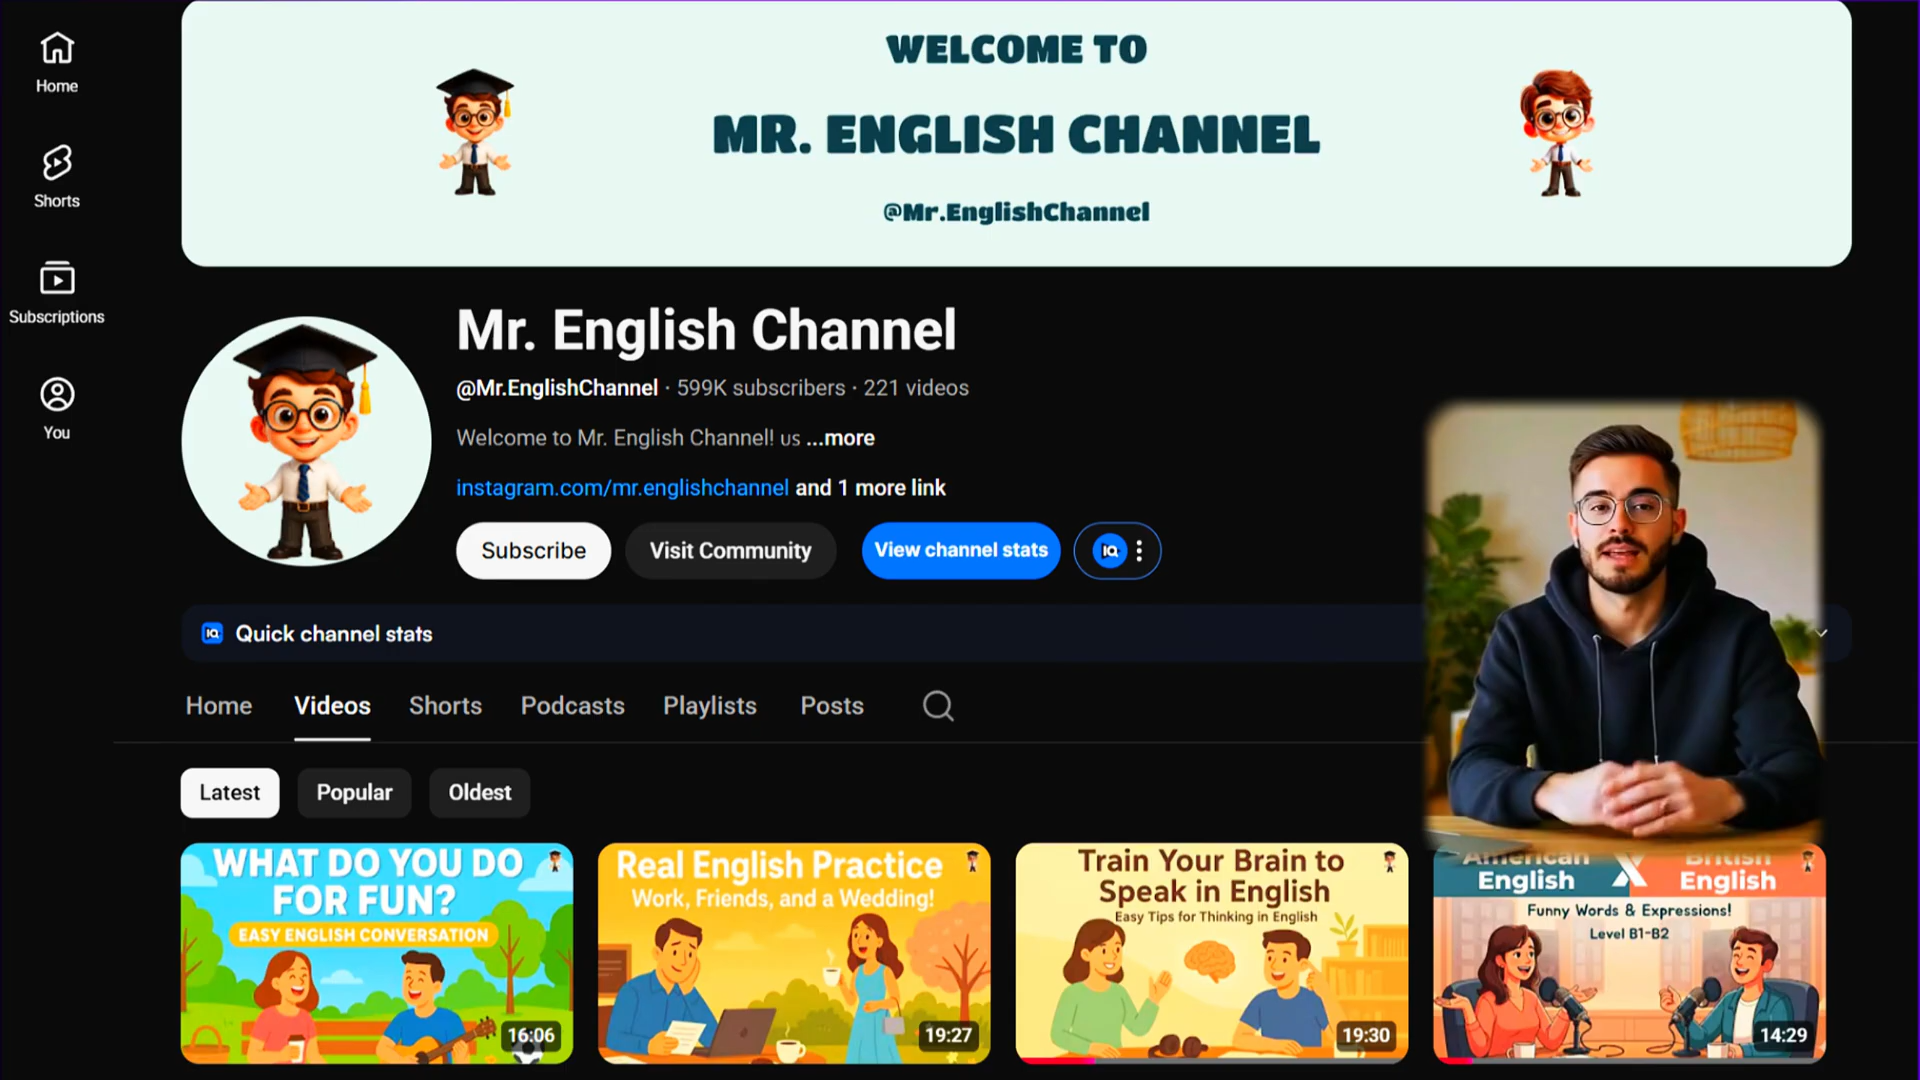 Home
Shorts
Subscriptions
You
WELCOME TO
MR. ENGLISH CHANNEL
@Mr.EnglishChannel
Mr. English Channel
@Mr.EnglishChannel · 599K subscribers · 221 videos
Welcome to Mr. English Channel! us ...more
instagram.com/mr.englishchannel and 1 more link
Subscribe
Visit Community
View channel stats
IQ
IQ Quick channel stats
Home Videos Shorts Podcasts Playlists Posts
Latest Popular Oldest
WHAT DO YOU DO
FOR FUN?
EASY ENGLISH CONVERSATION
16:06
Real English Practice
Work, Friends, and a Wedding!
19:27
Train Your Brain to
Speak in English
Easy Tips for Thinking in English
19:30
American
English
X
British
English
Funny Words & Expressions!
Level B1-B2
14:29